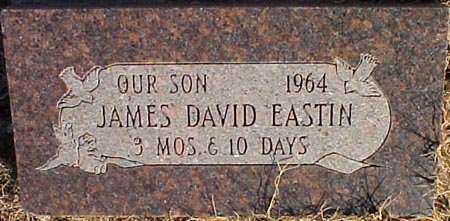 OUR SON 1964
JAMES DAVID EASTIN
3 MOS. & 10 DAYS